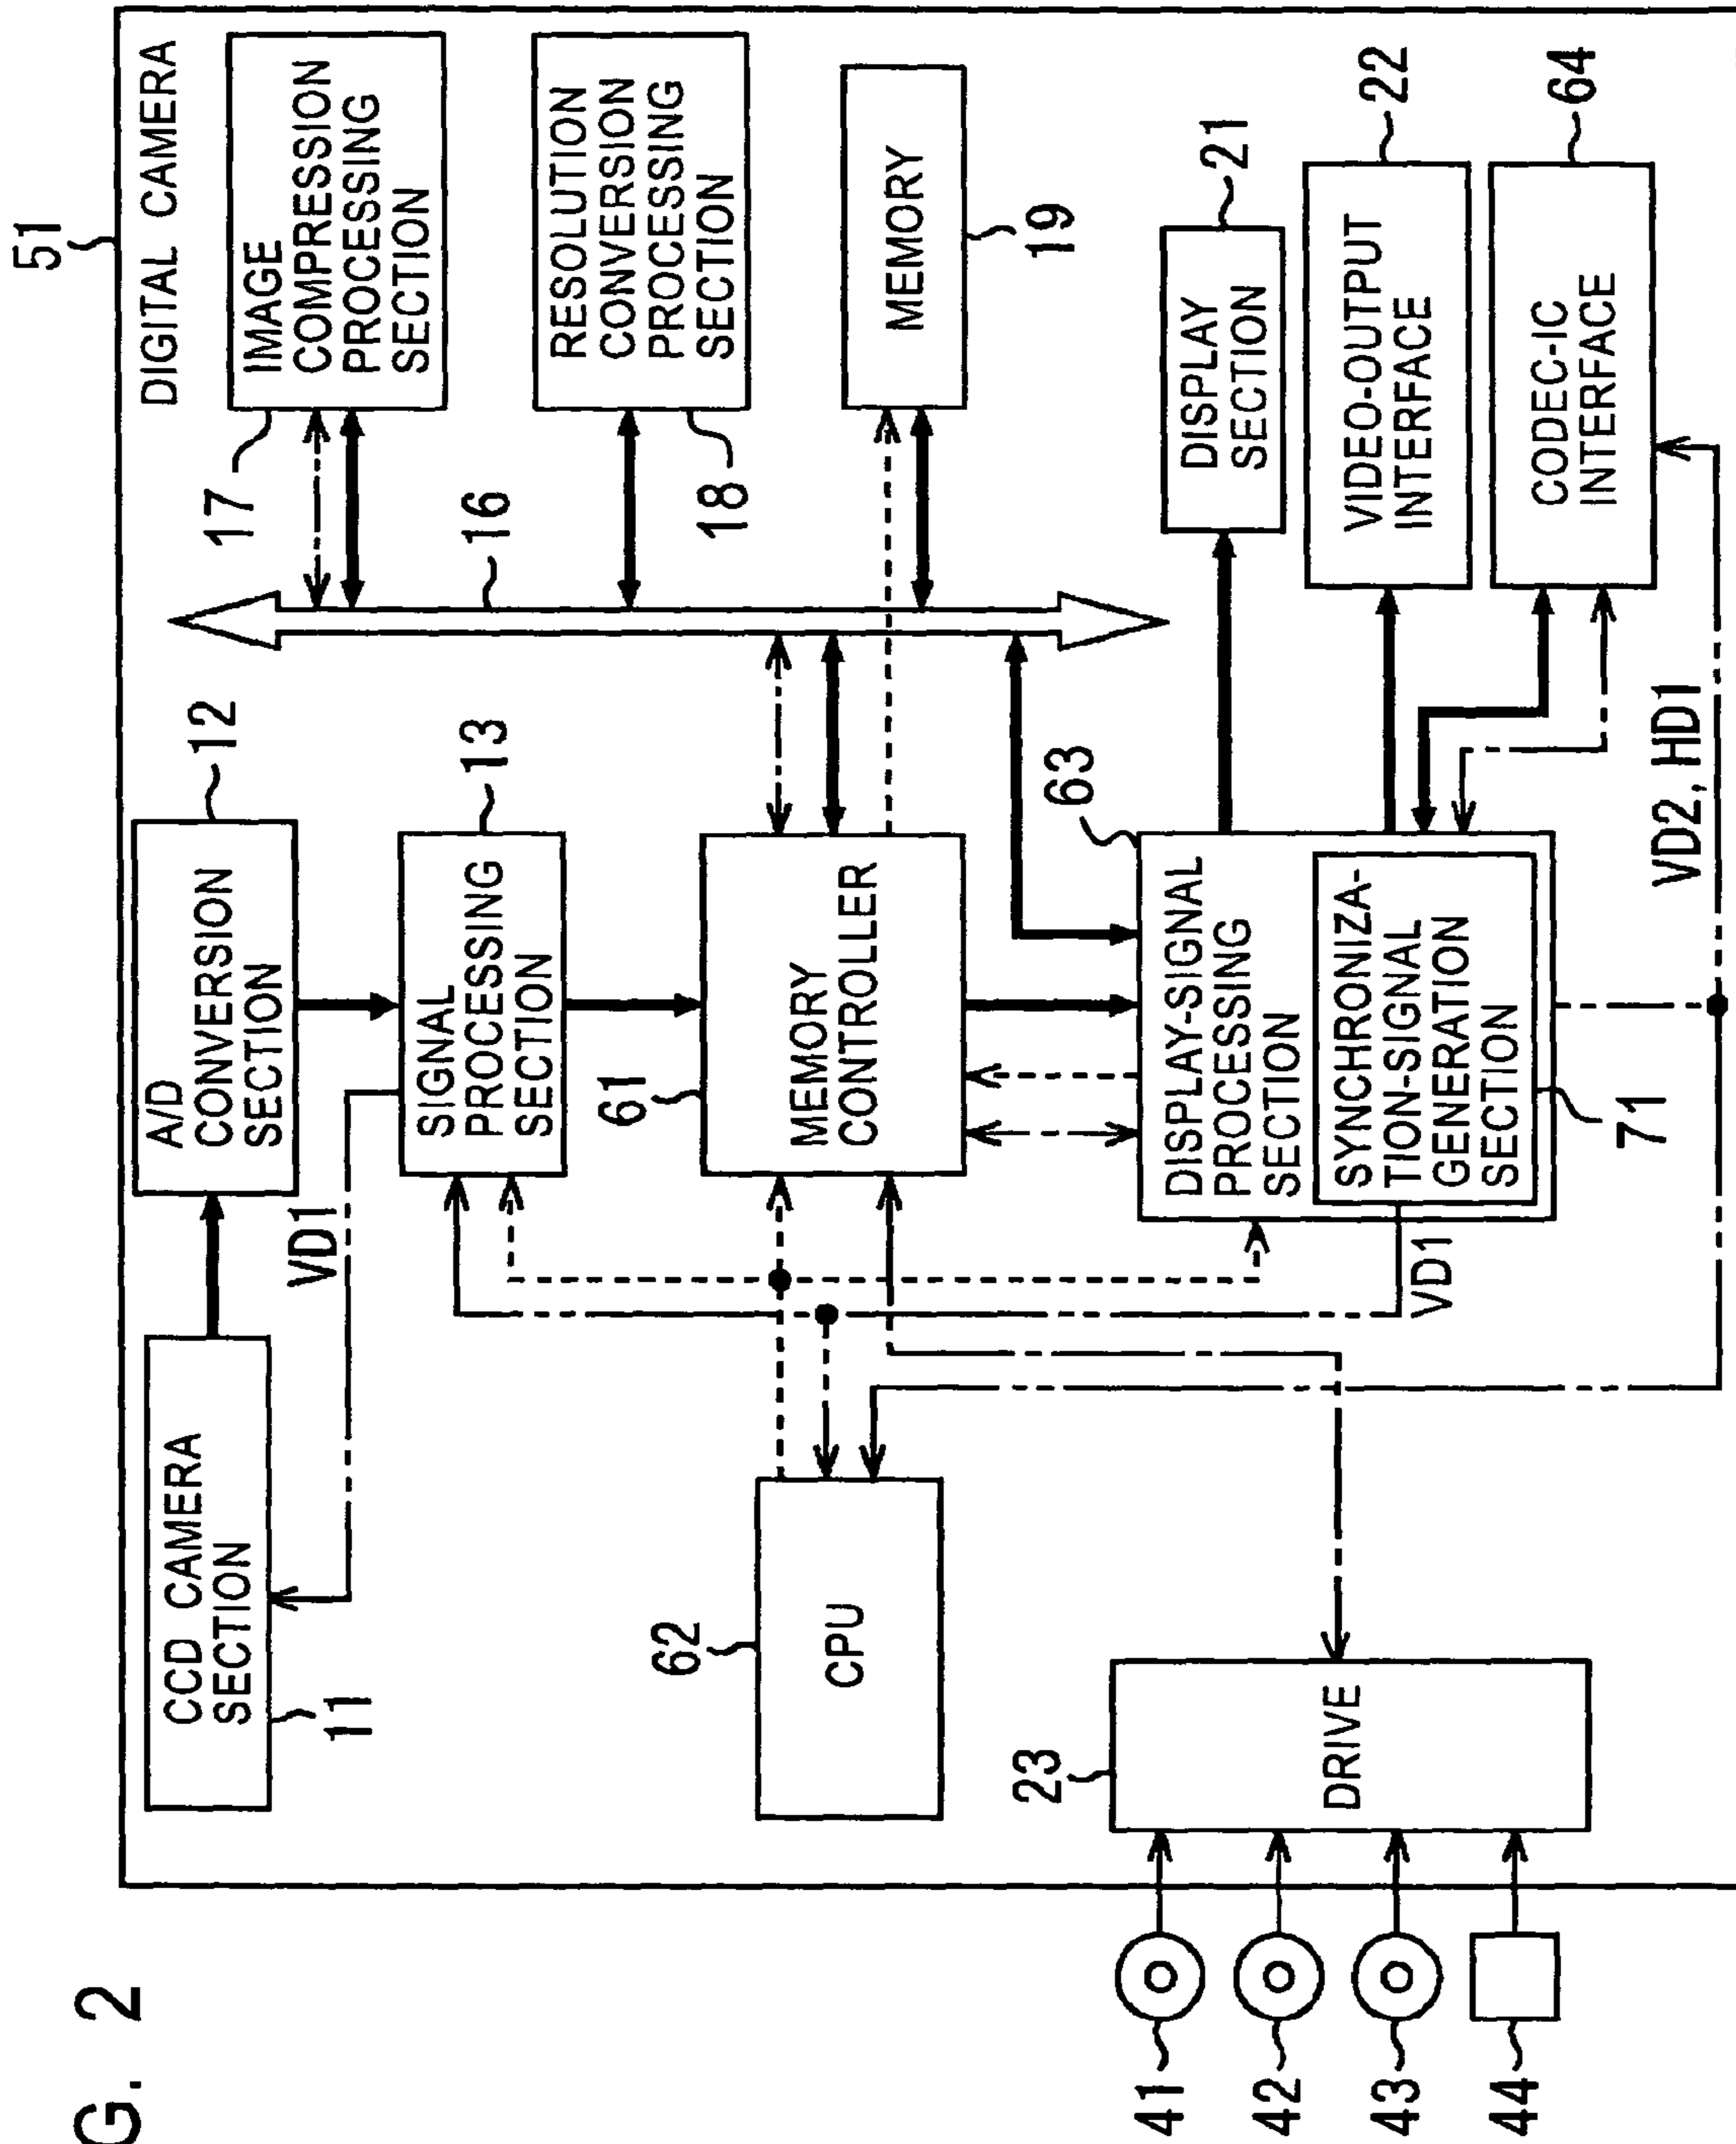 G. 2
51
DIGITAL CAMERA
CCD CAMERA
SECTION
11
A/D
CONVERSION
SECTION
12
IMAGE
COMPRESSION
PROCESSING
SECTION
17
VD1
SIGNAL
PROCESSING
SECTION
13
16
RESOLUTION
CONVERSION
PROCESSING
SECTION
18
62
CPU
61
MEMORY
CONTROLLER
MEMORY
19
63
DISPLAY-SIGNAL
PROCESSING
SECTION
SYNCHRONIZA-
TION-SIGNAL
GENERATION
SECTION
71
VD1
DISPLAY
SECTION
21
VIDEO-OUTPUT
INTERFACE
22
CODEC-IC
INTERFACE
64
VD2, HD1
23
DRIVE
41
42
43
44